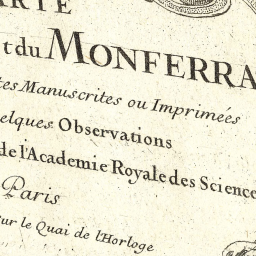 ARTE
t du MONFERRA
tes Manuscrites ou Imprimées
elques Observations
de l'Academie Royale des Science
Paris
sur le Quai de l'Horloge